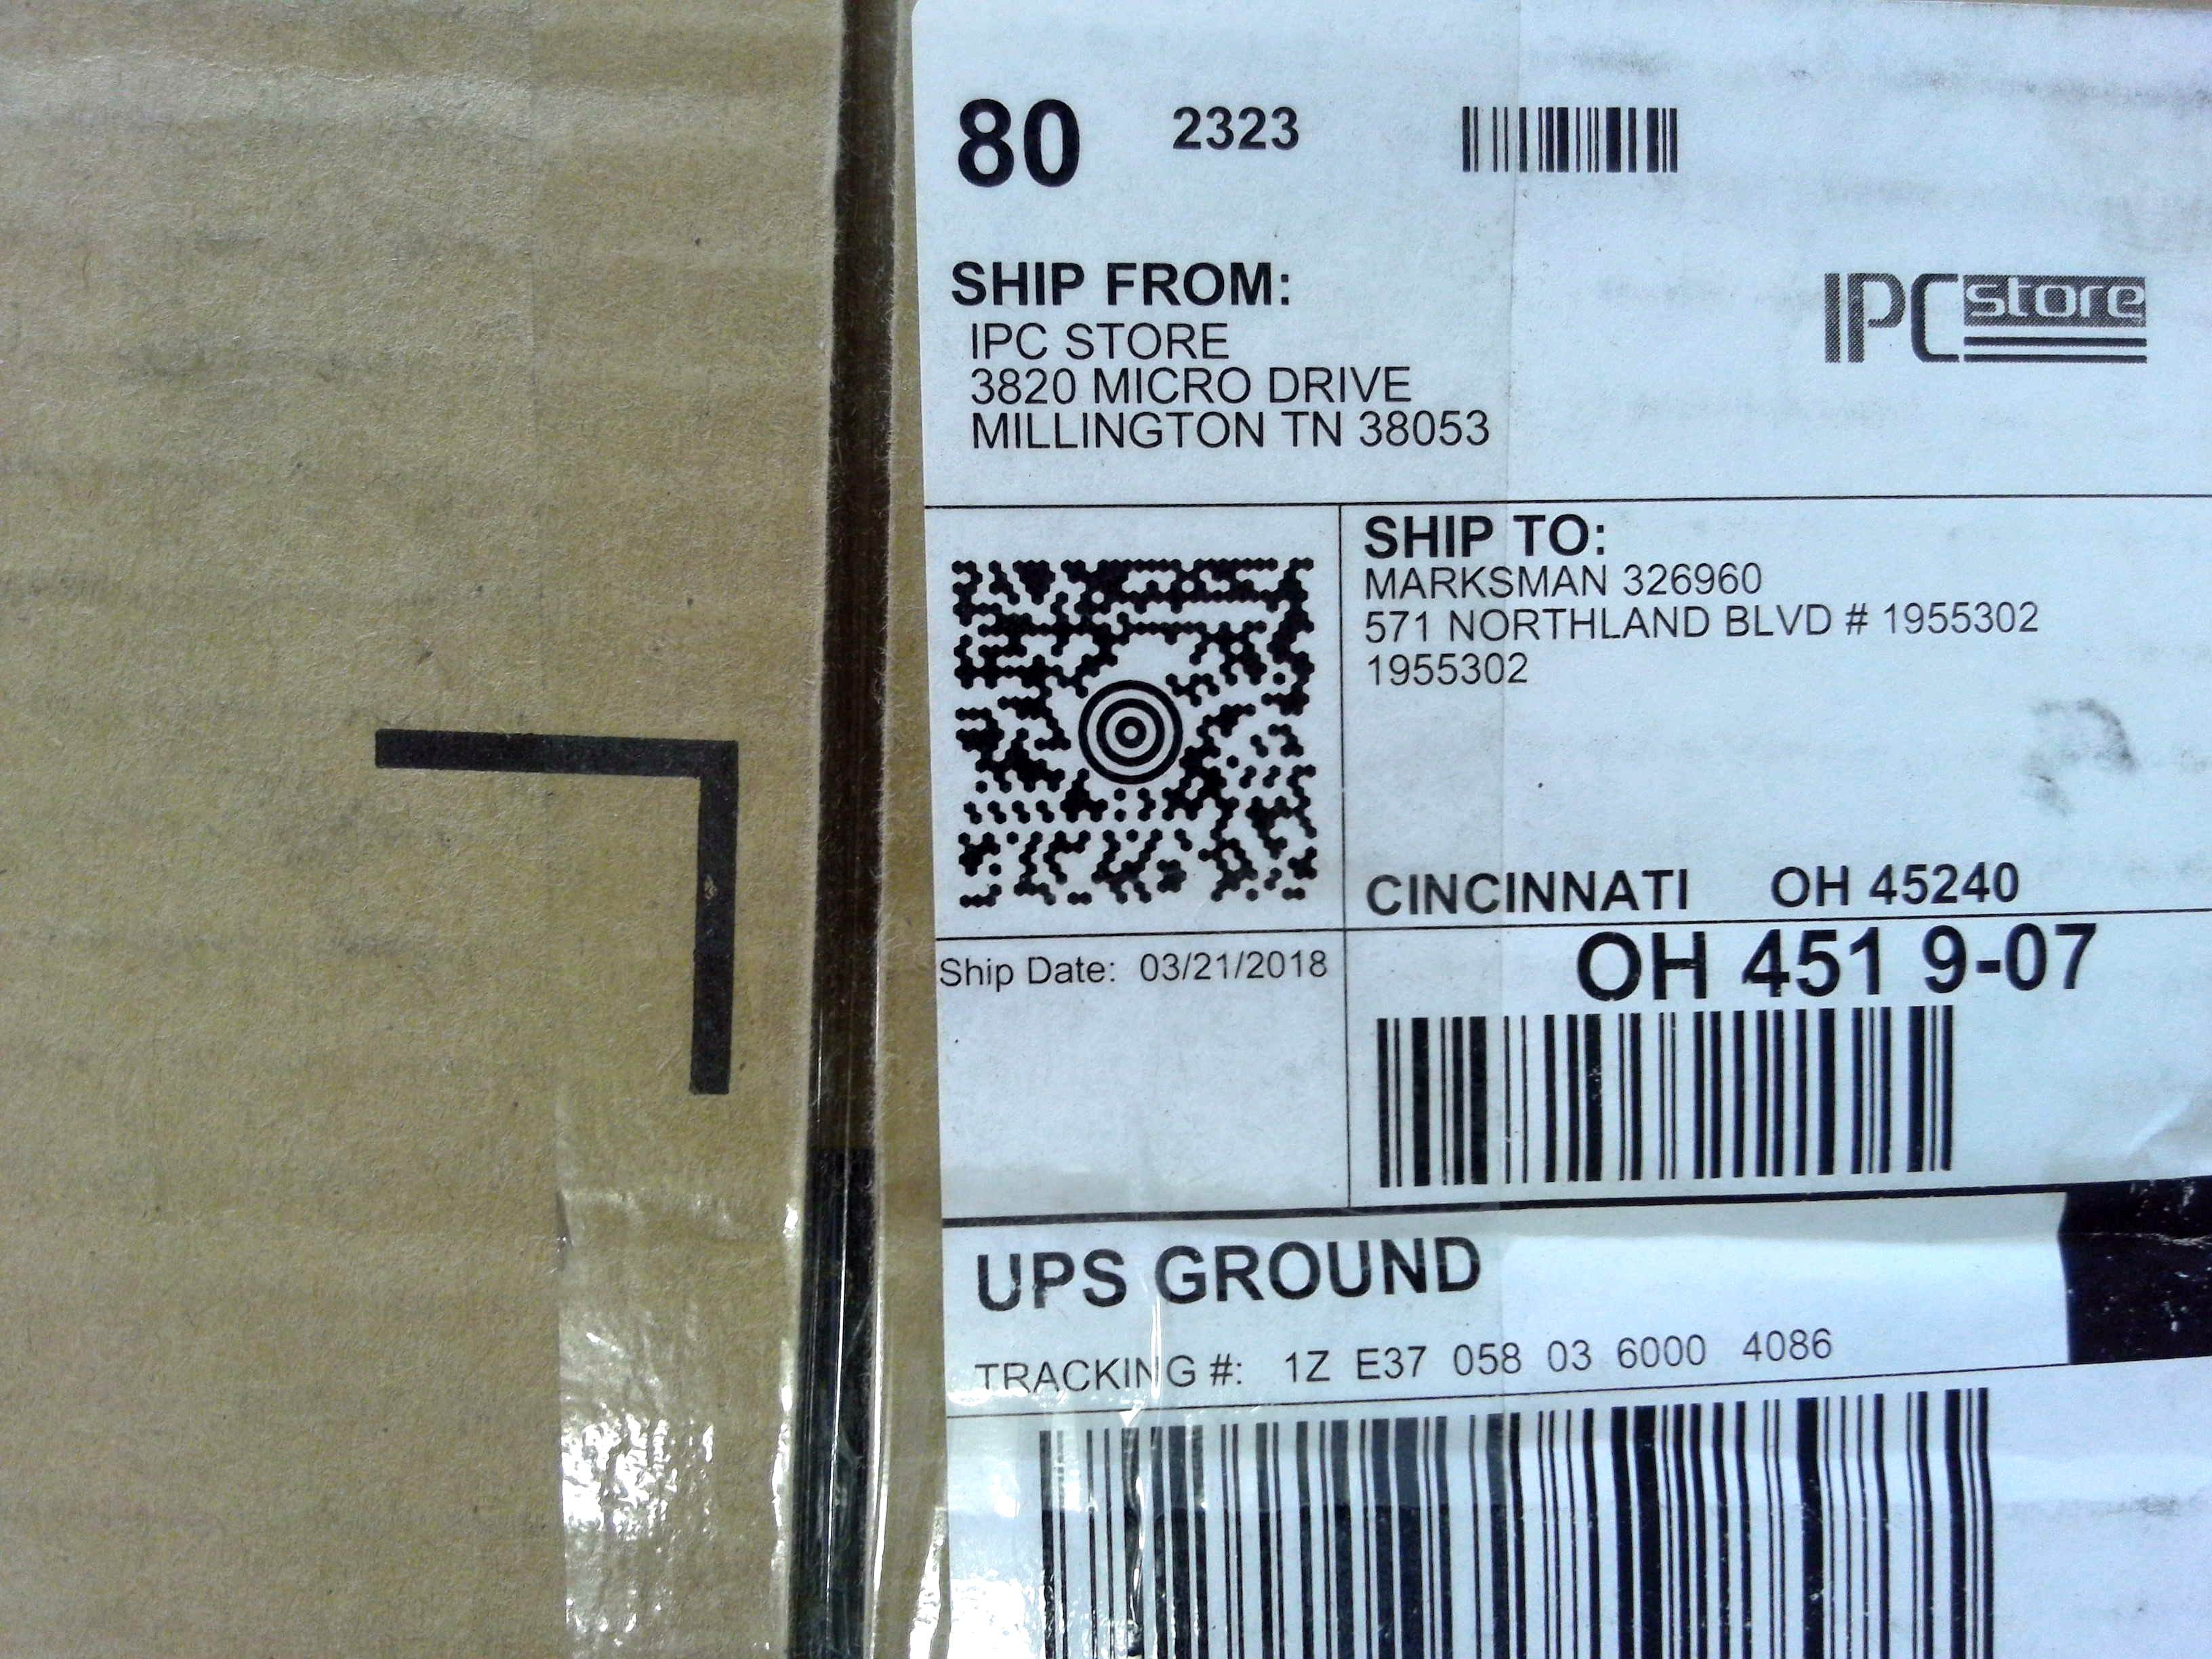 80 2323
SHIP FROM:
IPC STORE
3820 MICRO DRIVE
MILLINGTON TN 38053
IPC store
SHIP TO:
MARKSMAN 326960
571 NORTHLAND BLVD # 1955302
1955302
CINCINNATI OH 45240
OH 451 9-07
Ship Date: 03/21/2018
UPS GROUND
TRACKING #: 1Z E37 058 03 6000 4086